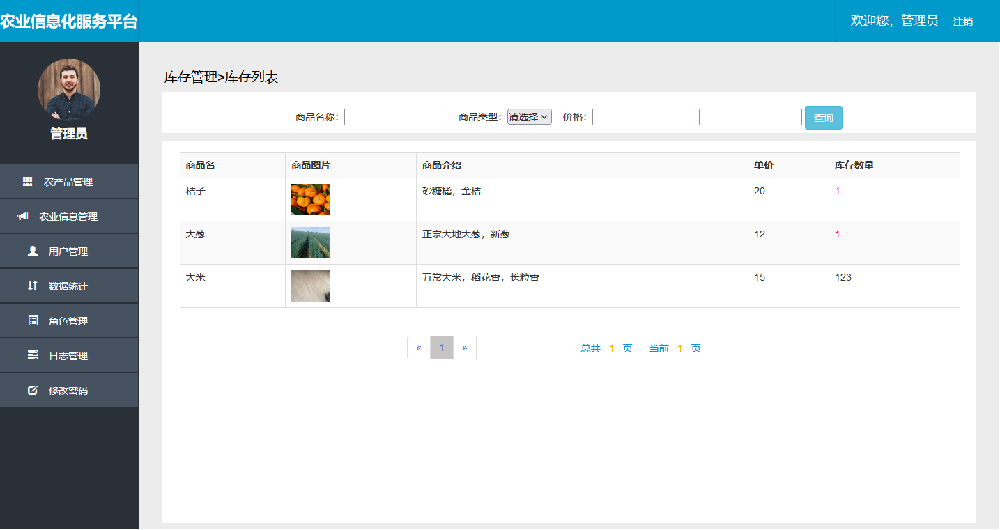 农业信息化服务平台
欢迎您，管理员 注销
管理员
农产品管理
农业信息管理
用户管理
数据统计
角色管理
日志管理
修改密码
库存管理>库存列表
商品名称： 商品类型： 请选择 价格： - 查询
商品名 商品图片 商品介绍 单价 库存数量
桔子 砂糖橘，金桔 20 1
大葱 正宗大地大葱，新葱 12 1
大米 五常大米，稻花香，长粒香 15 123
« 1 » 总共 1 页 当前 1 页